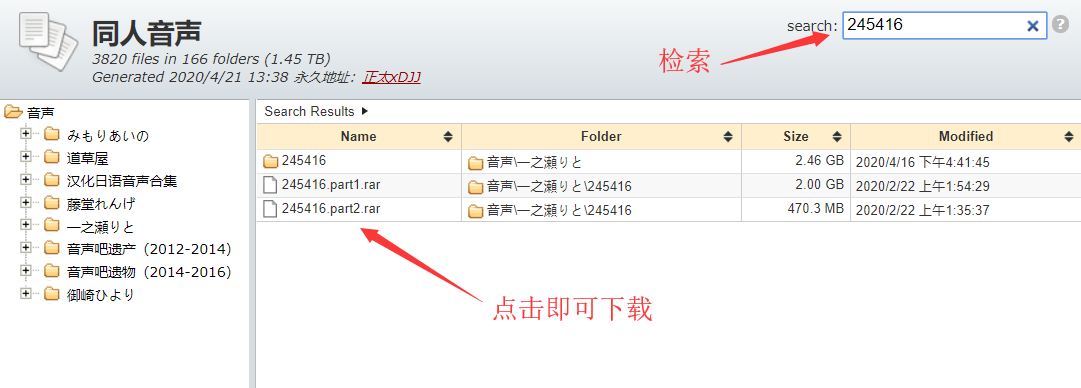 同人音声
3820 files in 166 folders (1.45 TB)
Generated 2020/4/21 13:38 永久地址：正太xDJJ
search: 245416
检索
音声
みもりあいの
道草屋
汉化日语音声合集
藤堂れんげ
一之瀬りと
音声吧遗产（2012-2014）
音声吧遗物（2014-2016）
御崎ひより
Search Results
Name Folder Size Modified
245416 音声\一之瀬りと 2.46 GB 2020/4/16 下午4:41:45
245416.part1.rar 音声\一之瀬りと\245416 2.00 GB 2020/2/22 上午1:54:29
245416.part2.rar 音声\一之瀬りと\245416 470.3 MB 2020/2/22 上午1:35:37
点击即可下载